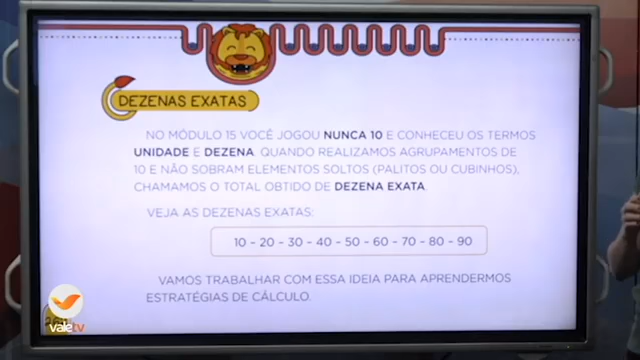 DEZENAS EXATAS
NO MÓDULO 15 VOCÊ JOGOU NUNCA 10 E CONHECEU OS TERMOS
UNIDADE E DEZENA. QUANDO REALIZAMOS AGRUPAMENTOS DE
10 E NÃO SOBRAM ELEMENTOS SOLTOS (PALITOS OU CUBINHOS),
CHAMAMOS O TOTAL OBTIDO DE DEZENA EXATA.
VEJA AS DEZENAS EXATAS:
10 - 20 - 30 - 40 - 50 - 60 - 70 - 80 - 90
VAMOS TRABALHAR COM ESSA IDEIA PARA APRENDERMOS
ESTRATÉGIAS DE CÁLCULO.
valetv